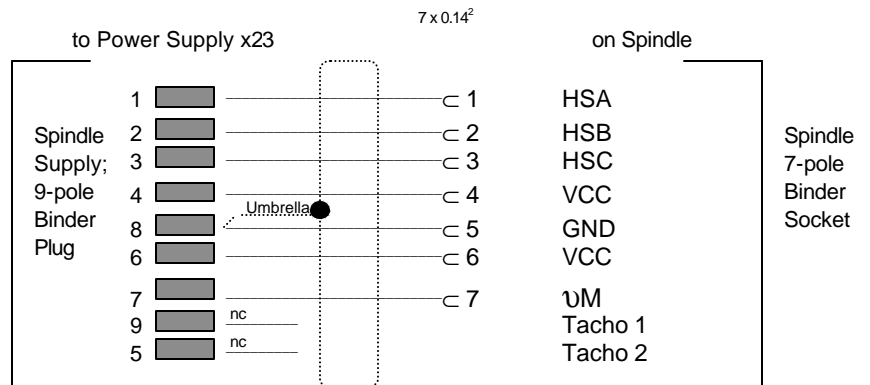 7 x 0.14²
to Power Supply x23 on Spindle
1 ⊂ 1 HSA
Spindle Supply; 9-pole Binder Plug
2 ⊂ 2 HSB
3 ⊂ 3 HSC
4 ⊂ 4 VCC
Umbrella
8 ⊂ 5 GND
6 ⊂ 6 VCC
7 ⊂ 7 υM
9 nc Tacho 1
5 nc Tacho 2
Spindle 7-pole Binder Socket